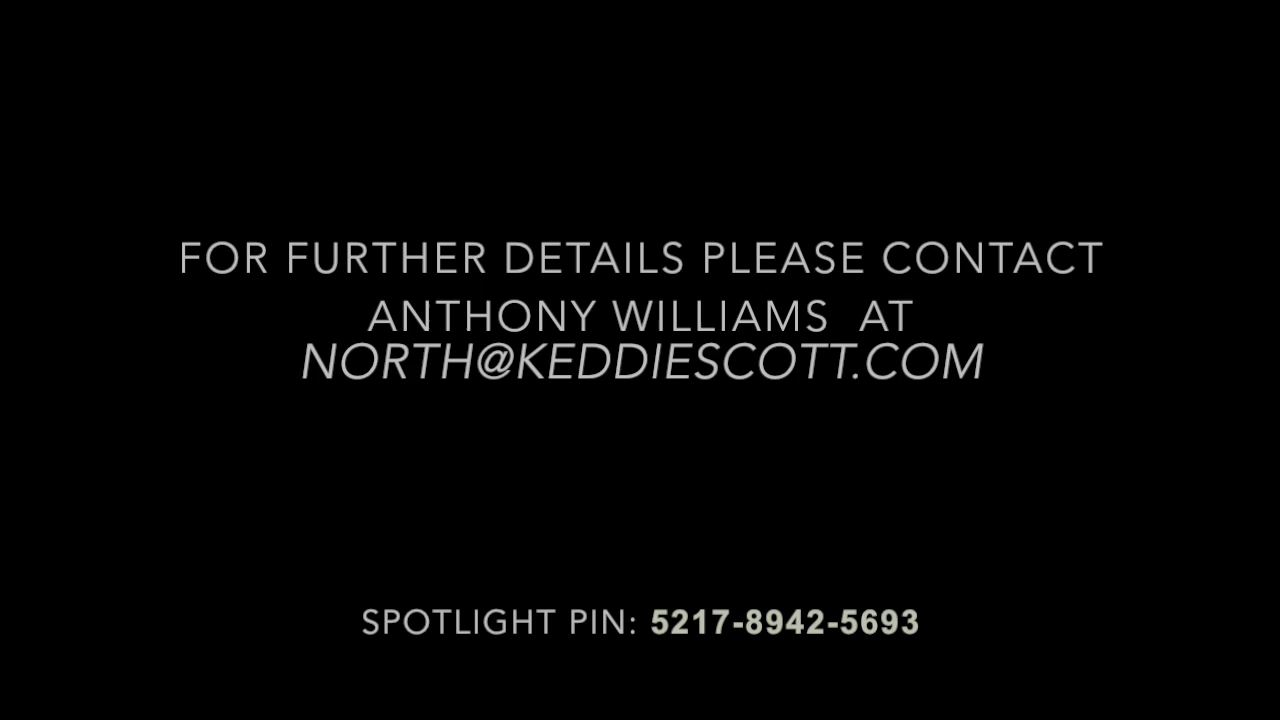 FOR FURTHER DETAILS PLEASE CONTACT
ANTHONY WILLIAMS AT
NORTH@KEDDIESCOTT.COM
SPOTLIGHT PIN: 5217-8942-5693